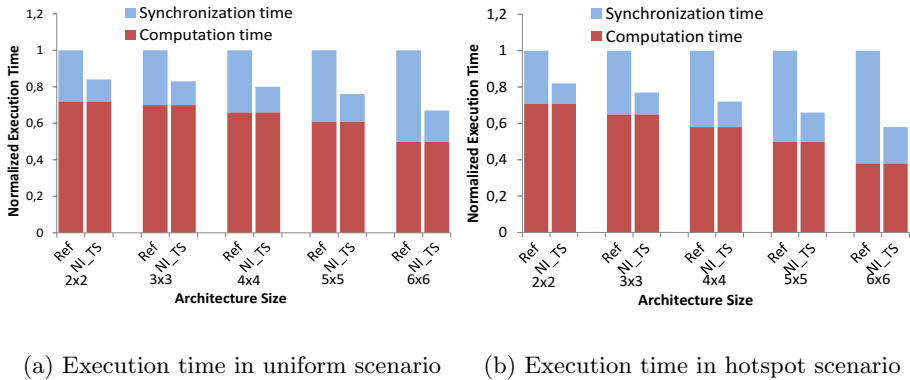 Synchronization time
Computation time
Normalized Execution Time
1,2
1
0,8
0,6
0,4
0,2
0
Ref NI_TS Ref NI_TS Ref NI_TS Ref NI_TS Ref NI_TS
2x2 3x3 4x4 5x5 6x6
Architecture Size
(a) Execution time in uniform scenario
Synchronization time
Computation time
Normalized Execution Time
1,2
1
0,8
0,6
0,4
0,2
0
Ref NI_TS Ref NI_TS Ref NI_TS Ref NI_TS Ref NI_TS
2x2 3x3 4x4 5x5 6x6
Architecture Size
(b) Execution time in hotspot scenario